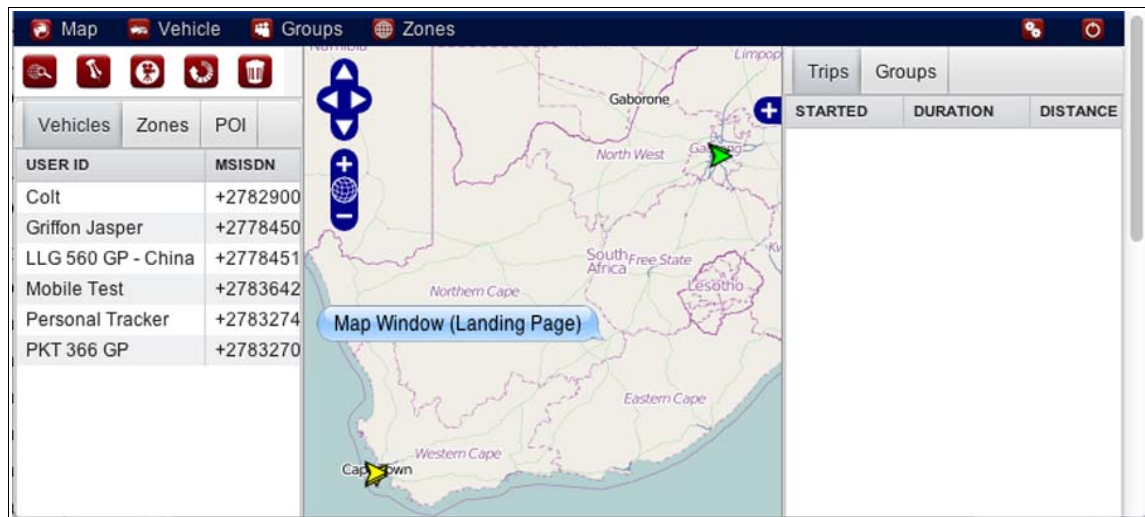 Map Vehicle Groups Zones
Vehicles Zones POI
USER ID MSISDN
Colt +2782900
Griffon Jasper +2778450
LLG 560 GP - China +2778451
Mobile Test +2783642
Personal Tracker +2783274
PKT 366 GP +2783270
Namibia
Limpop
Gaborone
North West
South Africa
Free State
Lesotho
Northern Cape
Map Window (Landing Page)
Eastern Cape
Western Cape
Trips Groups
STARTED DURATION DISTANCE